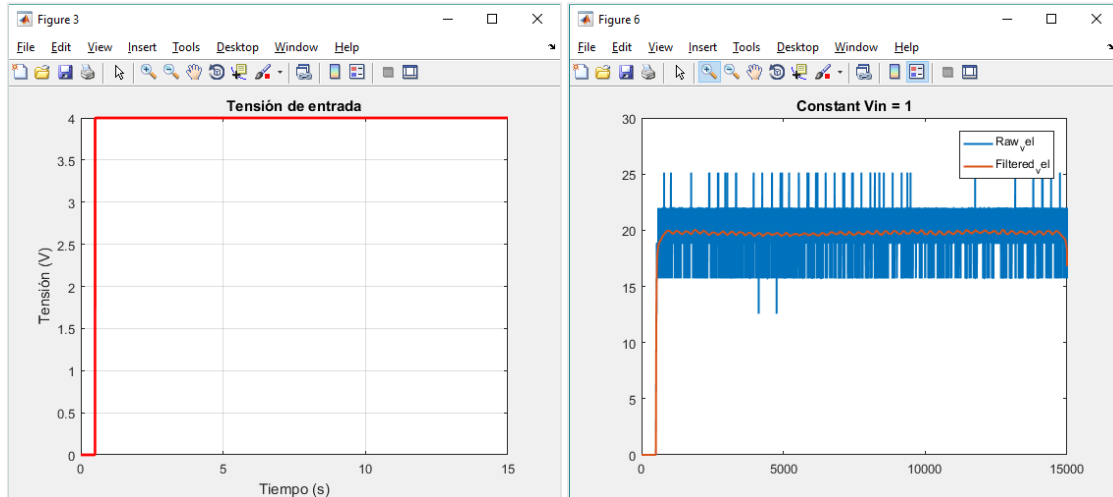 Figure 3
File Edit View Insert Tools Desktop Window Help
Tensión de entrada
4
3.5
3
2.5
2
1.5
1
0.5
0
Tensión (V)
0 5 10 15
Tiempo (s)
Figure 6
File Edit View Insert Tools Desktop Window Help
Constant Vin = 1
30
25
20
15
10
5
0
0 5000 10000 15000
Raw_vel
Filtered_vel